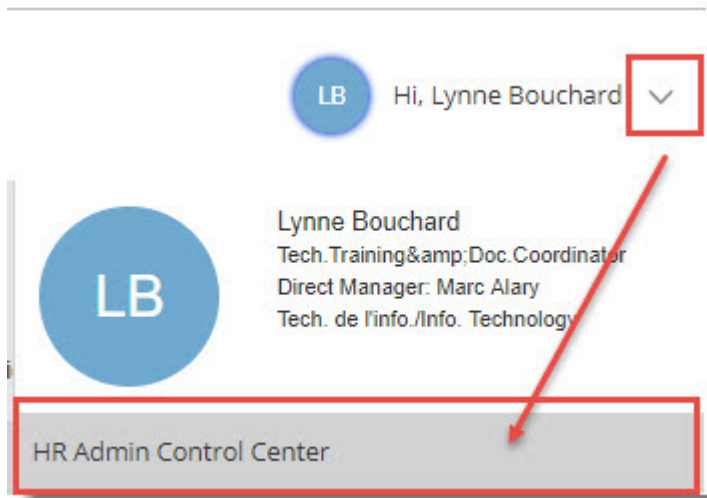 LB Hi, Lynne Bouchard
Lynne Bouchard
Tech.Training&amp;Doc.Coordinator
Direct Manager: Marc Alary
LB
Tech. de l'info./Info. Technology
HR Admin Control Center